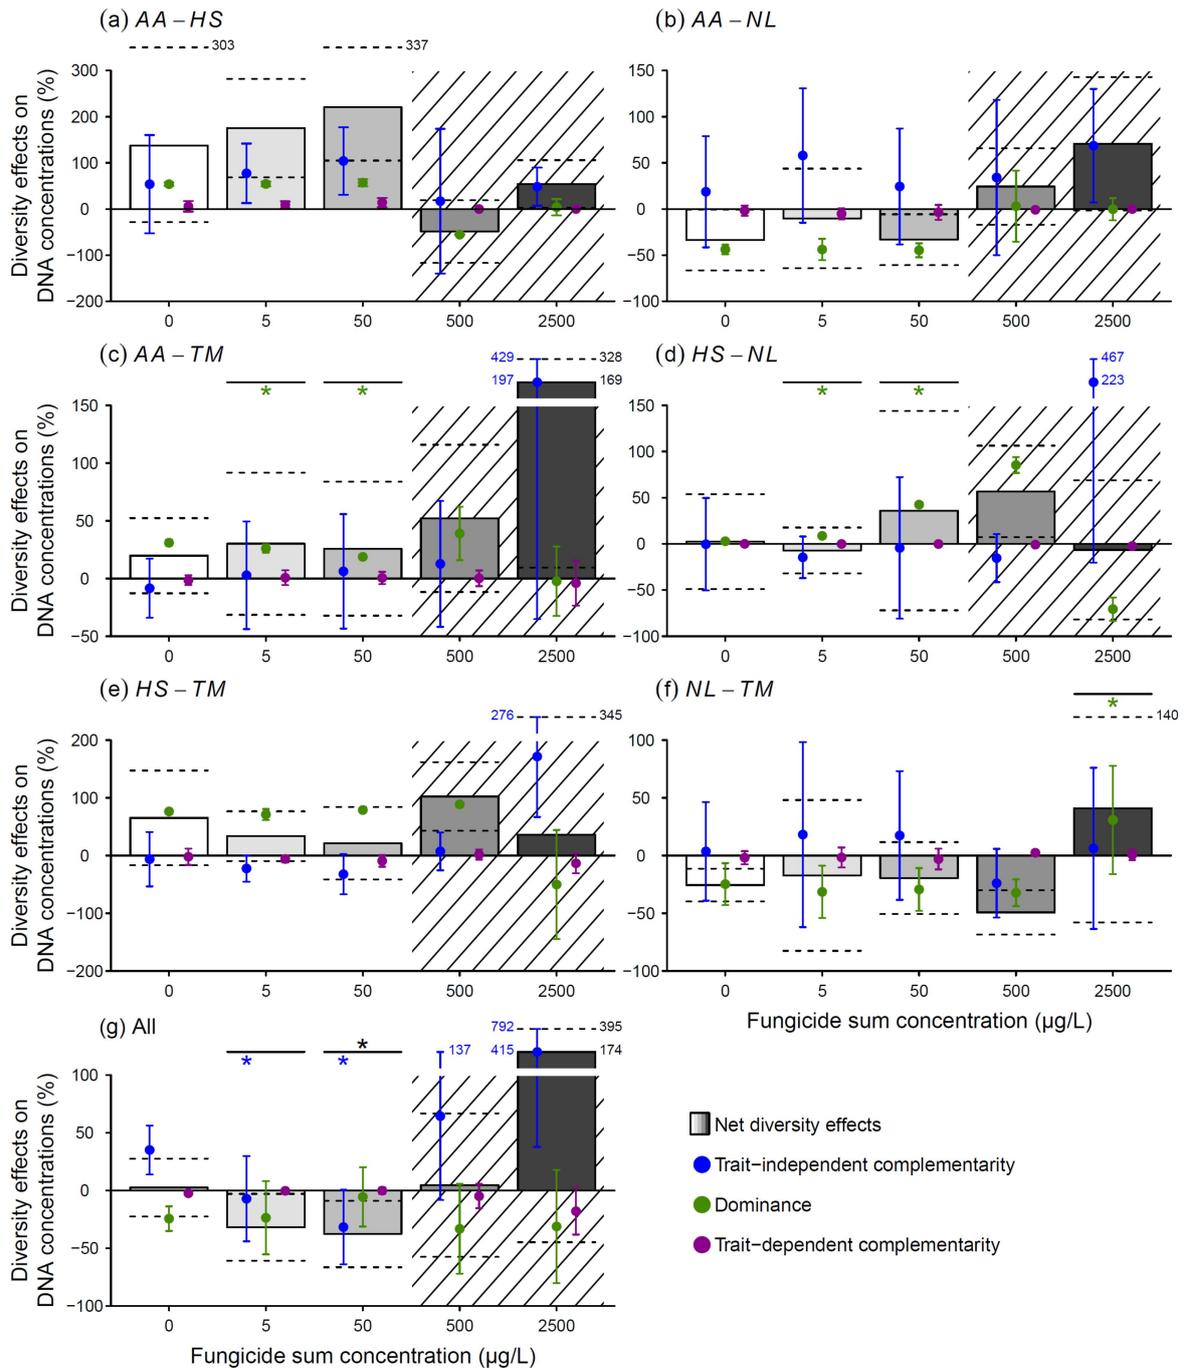 (a) AA – HS
303
337
300
200
100
0
−100
−200
Diversity effects on
DNA concentrations (%)
0 5 50 500 2500
(b) AA – NL
150
100
50
0
−50
−100
0 5 50 500 2500
(c) AA – TM
429
328
197
169
* *
150
100
50
0
−50
Diversity effects on
DNA concentrations (%)
0 5 50 500 2500
(d) HS – NL
467
223
* *
150
100
50
0
−50
−100
0 5 50 500 2500
(e) HS – TM
276
345
200
100
0
−100
−200
Diversity effects on
DNA concentrations (%)
0 5 50 500 2500
(f) NL – TM
*
140
100
50
0
−50
−100
0 5 50 500 2500
Fungicide sum concentration (µg/L)
(g) All
792
395
137
415
174
* * *
100
50
0
−50
−100
Diversity effects on
DNA concentrations (%)
0 5 50 500 2500
Fungicide sum concentration (µg/L)
Net diversity effects
Trait−independent complementarity
Dominance
Trait−dependent complementarity